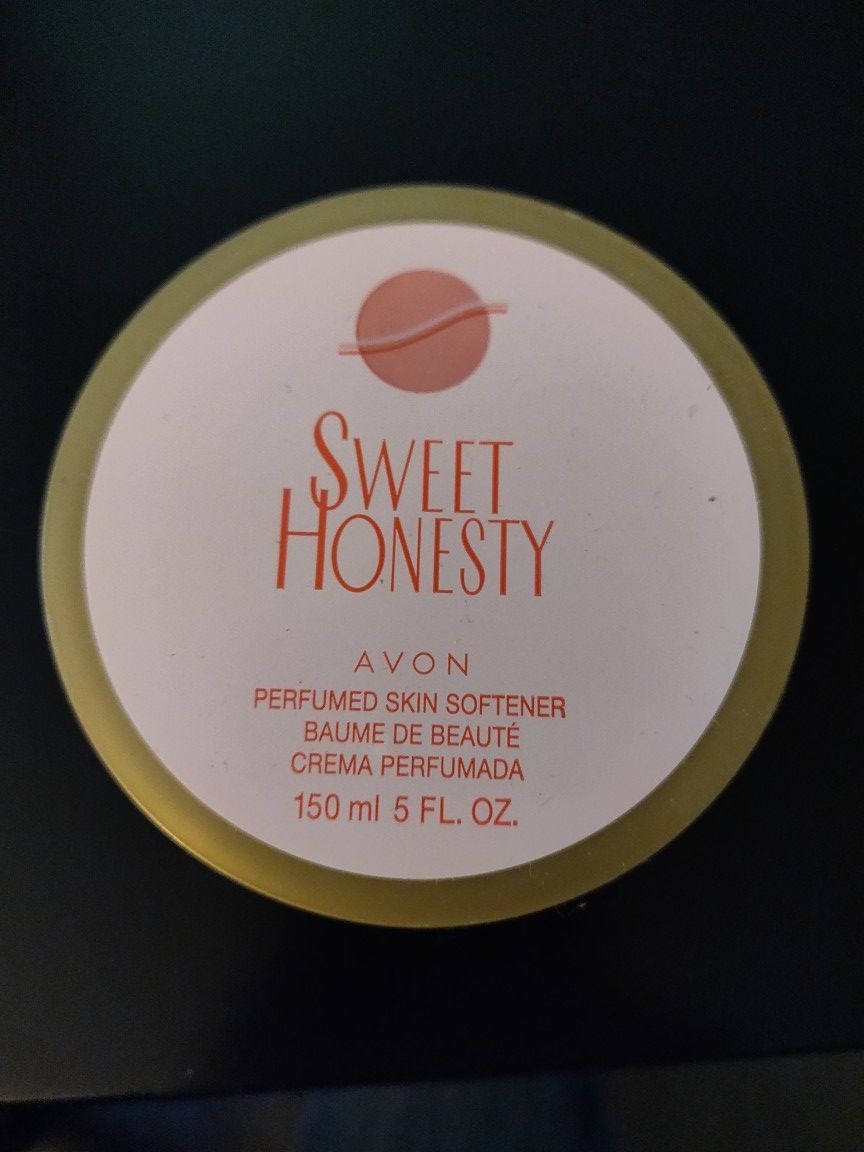 SWEET
HONESTY
AVON
PERFUMED SKIN SOFTENER
BAUME DE BEAUTÉ
CREMA PERFUMADA
150 ml 5 FL. OZ.